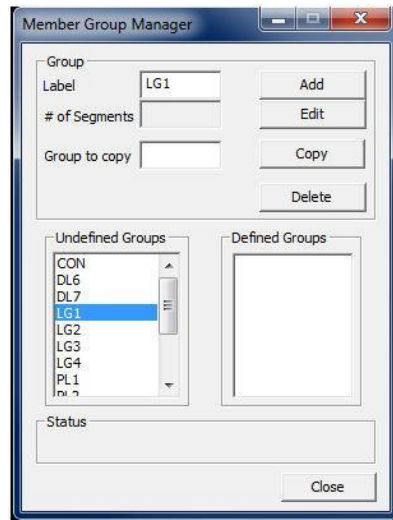 Member Group Manager
Group
Label LG1 Add
# of Segments Edit
Group to copy Copy
Delete
Undefined Groups Defined Groups
CON
DL6
DL7
LG1
LG2
LG3
LG4
PL1
Status
Close